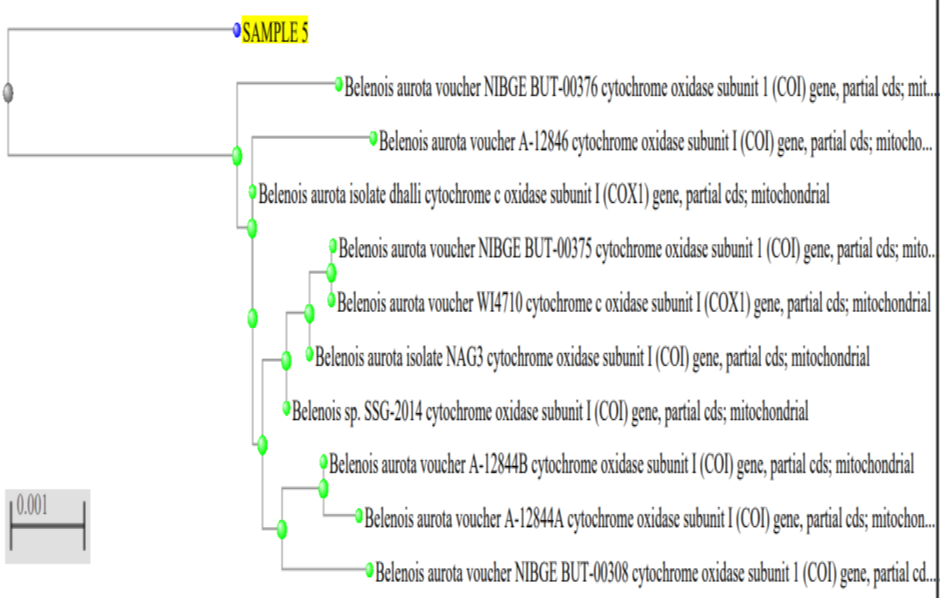 SAMPLE 5
Belenois aurota voucher NIBGE BUT-00376 cytochrome oxidase subunit 1 (COI) gene, partial cds; mit...
Belenois aurota voucher A-12846 cytochrome oxidase subunit I (COI) gene, partial cds; mitocho...
Belenois aurota isolate dhalli cytochrome c oxidase subunit I (COX1) gene, partial cds; mitochondrial
Belenois aurota voucher NIBGE BUT-00375 cytochrome oxidase subunit 1 (COI) gene, partial cds; mito...
Belenois aurota voucher WI4710 cytochrome c oxidase subunit I (COX1) gene, partial cds; mitochondrial
Belenois aurota isolate NAG3 cytochrome oxidase subunit I (COI) gene, partial cds; mitochondrial
Belenois sp. SSG-2014 cytochrome oxidase subunit I (COI) gene, partial cds; mitochondrial
Belenois aurota voucher A-12844B cytochrome oxidase subunit I (COI) gene, partial cds; mitochondrial
0.001
Belenois aurota voucher A-12844A cytochrome oxidase subunit I (COI) gene, partial cds; mitochon...
Belenois aurota voucher NIBGE BUT-00308 cytochrome oxidase subunit 1 (COI) gene, partial cd...